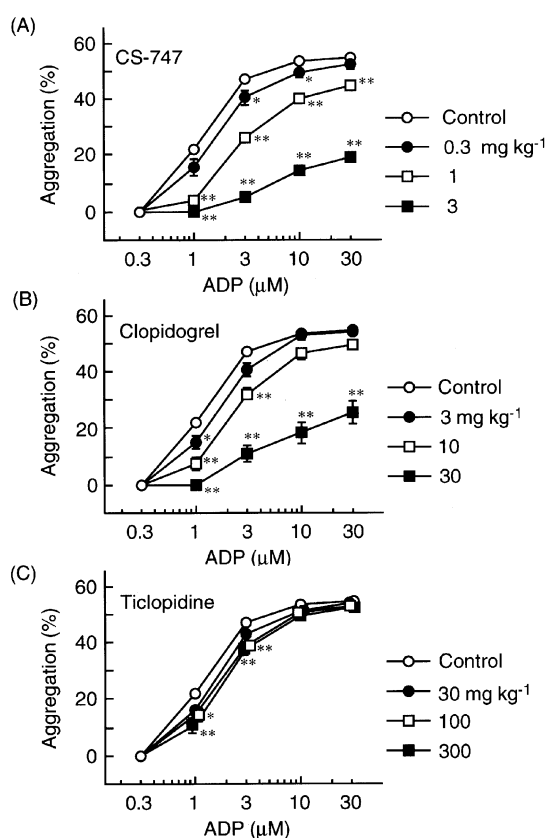 (A)
CS-747
Aggregation (%)
60
40
20
0
* * ** ** ** ** ** ** ** **
0.3 1 3 10 30
ADP (μM)
Control
0.3 mg kg-1
1
3
(B)
Clopidogrel
Aggregation (%)
60
40
20
0
* ** ** ** ** ** **
0.3 1 3 10 30
ADP (μM)
Control
3 mg kg-1
10
30
(C)
Ticlopidine
Aggregation (%)
60
40
20
0
* ** ** **
0.3 1 3 10 30
ADP (μM)
Control
30 mg kg-1
100
300